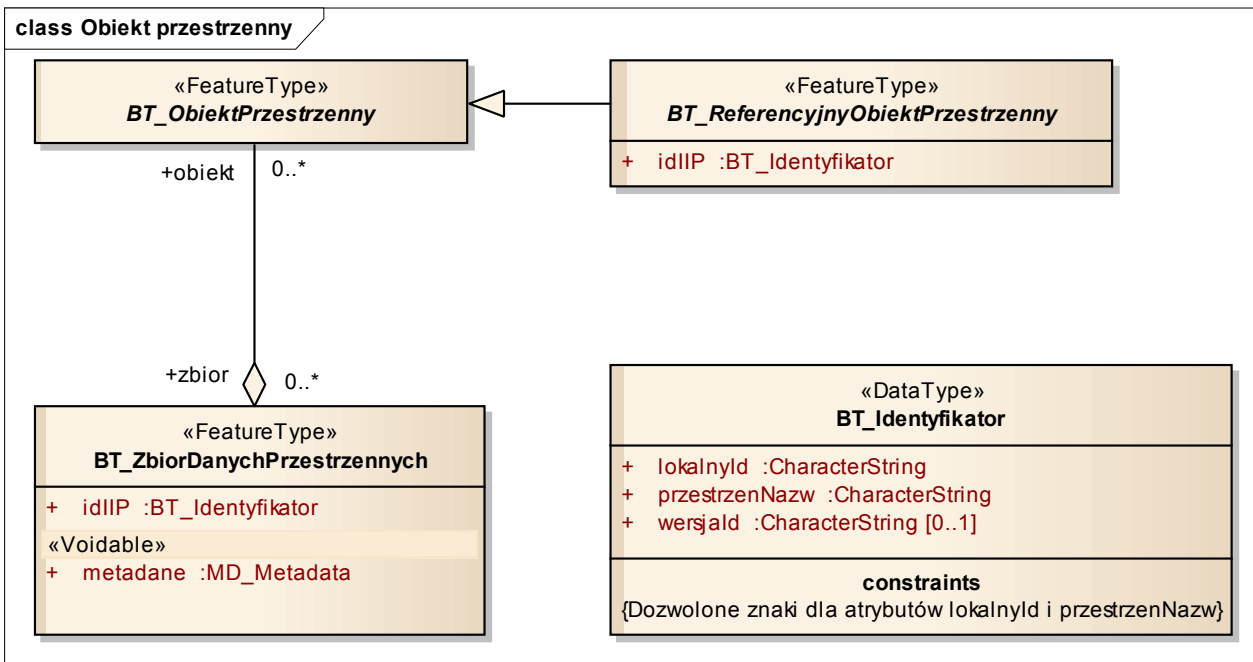 class Obiekt przestrzenny
«FeatureType»
BT_ObiektPrzestrzenny
«FeatureType»
BT_ReferencyjnyObiektPrzestrzenny
+ idIIP :BT_Identyfikator
+obiekt 0..*
+zbior 0..*
«FeatureType»
BT_ZbiorDanychPrzestrzennych
+ idIIP :BT_Identyfikator
«Voidable»
+ metadane :MD_Metadata
«DataType»
BT_Identyfikator
+ lokalnyId :CharacterString
+ przestrzenNazw :CharacterString
+ wersjaId :CharacterString [0..1]
constraints
{Dozwolone znaki dla atrybutów lokalnyId i przestrzenNazw}